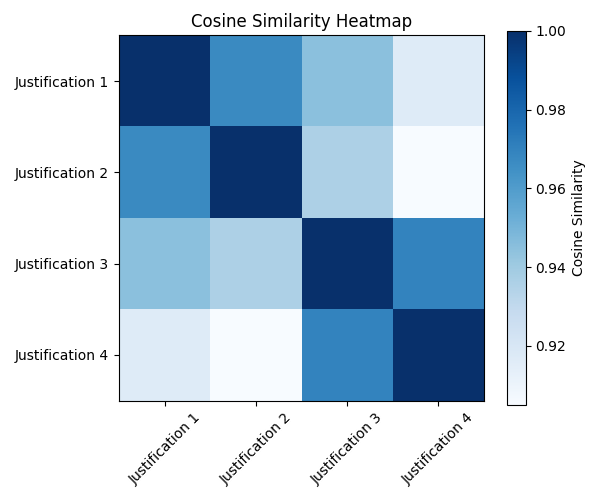 Cosine Similarity Heatmap
Justification 1
Justification 2
Justification 3
Justification 4
Justification 1
Justification 2
Justification 3
Justification 4
1.00
0.98
0.96
0.94
0.92
Cosine Similarity